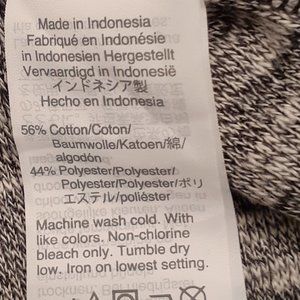 Made in Indonesia
Fabriqué en Indonésie
in Indonesien Hergestellt
Vervaardigd in Indonesië
インドネシア製
Hecho en Indonesia
56% Cotton/Coton/
Baumwolle/Katoen/綿/
algodón
44% Polyester/Polyester/
Polyester/Polyester/ポリ
エステル/poliéster
Machine wash cold. With
like colors. Non-chlorine
bleach only. Tumble dry
low. Iron on lowest setting.